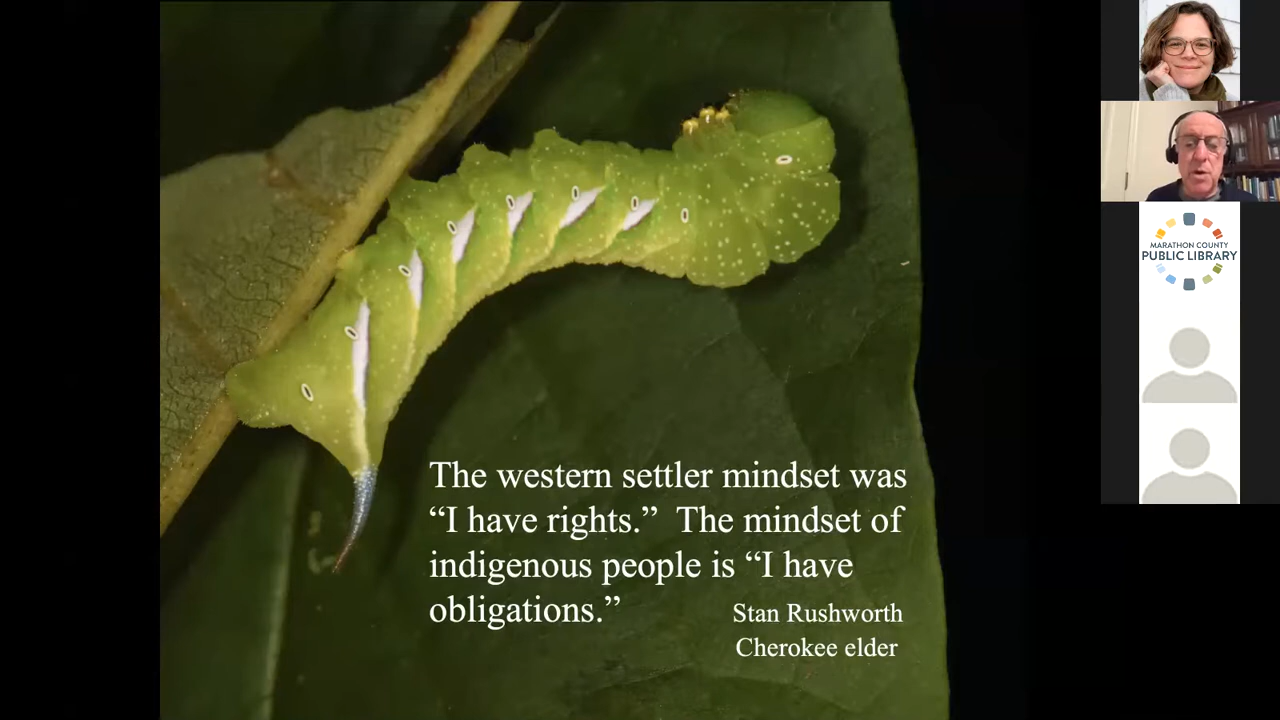 The western settler mindset was
“I have rights.”  The mindset of
indigenous people is “I have
obligations.”
Stan Rushworth
Cherokee elder
MARATHON COUNTY
PUBLIC LIBRARY